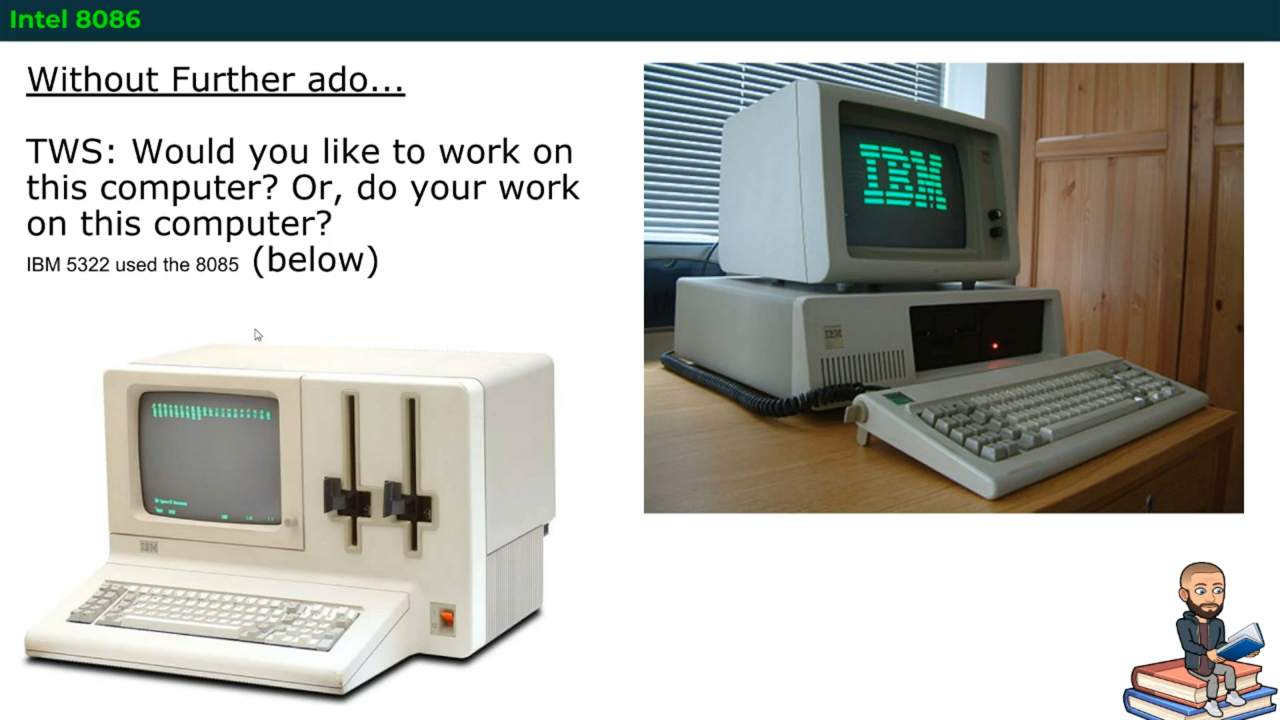 Intel 8086
Without Further ado...
TWS: Would you like to work on
this computer? Or, do your work
on this computer?
IBM 5322 used the 8085 (below)
IBM
IBM
IBM